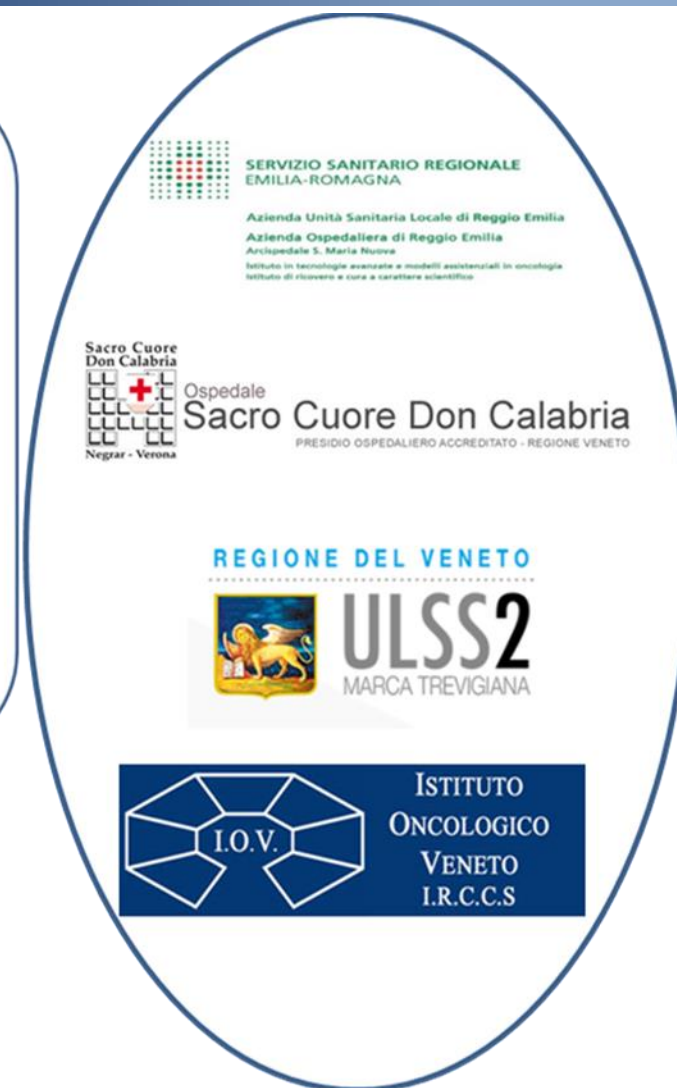 SERVIZIO SANITARIO REGIONALE
EMILIA-ROMAGNA
Azienda Unità Sanitaria Locale di Reggio Emilia
Azienda Ospedaliera di Reggio Emilia
Arcispedale S. Maria Nuova
Istituto in tecnologie avanzate e modelli assistenziali in oncologia
Istituto di ricovero e cura a carattere scientifico
Sacro Cuore
Don Calabria
Negrar - Verona
Ospedale
Sacro Cuore Don Calabria
PRESIDIO OSPEDALIERO ACCREDITATO - REGIONE VENETO
REGIONE DEL VENETO
ULSS2
MARCA TREVIGIANA
I.O.V.
ISTITUTO
ONCOLOGICO
VENETO
I.R.C.C.S